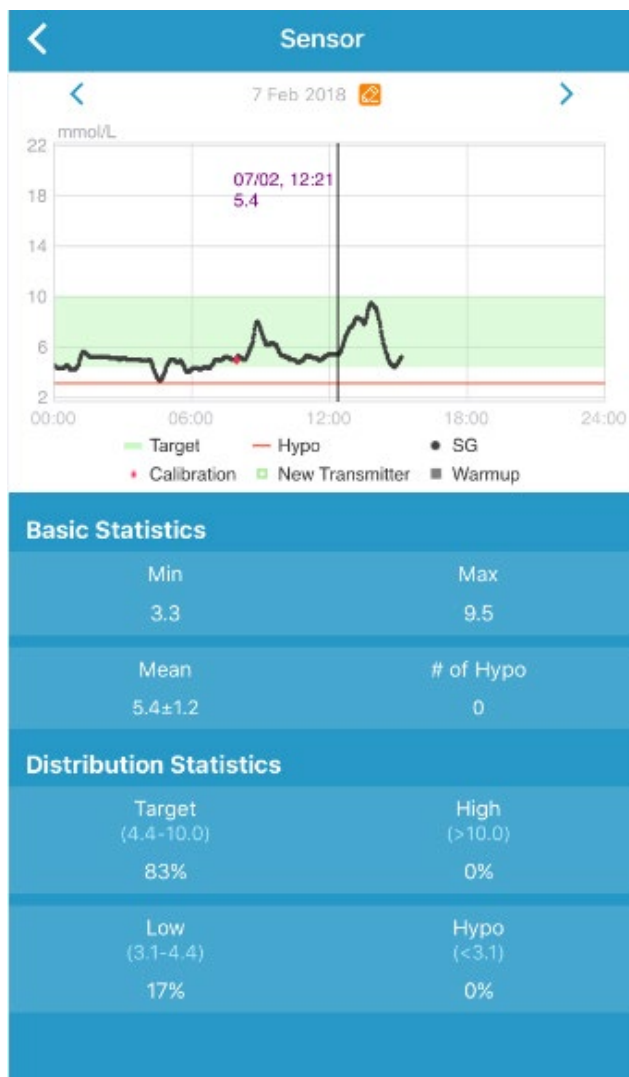 Sensor
7 Feb 2018
mmol/L
22
07/02, 12:21
18
5.4
14
10
6
2
00:00 06:00 12:00 18:00 24:00
Target Hypo SG
Calibration New Transmitter Warmup
Basic Statistics
Min Max
3.3 9.5
Mean # of Hypo
5.4±1.2 0
Distribution Statistics
Target High
(4.4-10.0) (>10.0)
83% 0%
Low Hypo
(3.1-4.4) (<3.1)
17% 0%